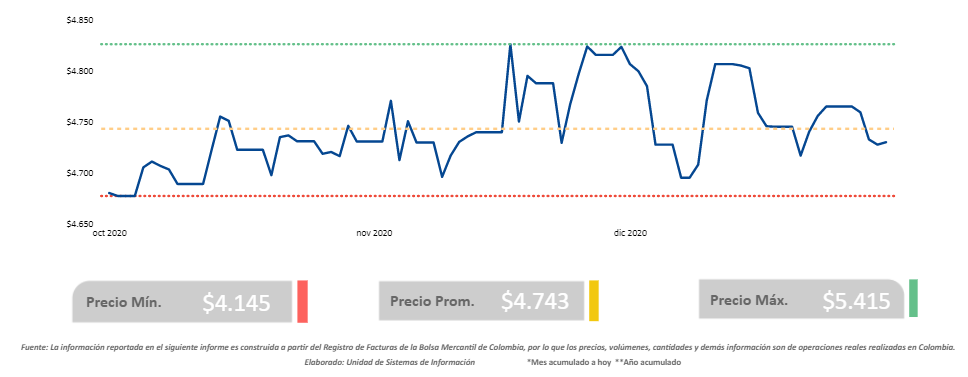 $4.850
$4.800
$4.750
$4.700
$4.650
oct 2020 nov 2020 dic 2020
Precio Mín. $4.145 Precio Prom. $4.743 Precio Máx. $5.415
Fuente: La información reportada en el siguiente informe es construida a partir del Registro de Facturas de la Bolsa Mercantil de Colombia, por lo que los precios, volúmenes, cantidades y demás información son de operaciones reales realizadas en Colombia.
Elaborado: Unidad de Sistemas de Información *Mes acumulado a hoy **Año acumulado